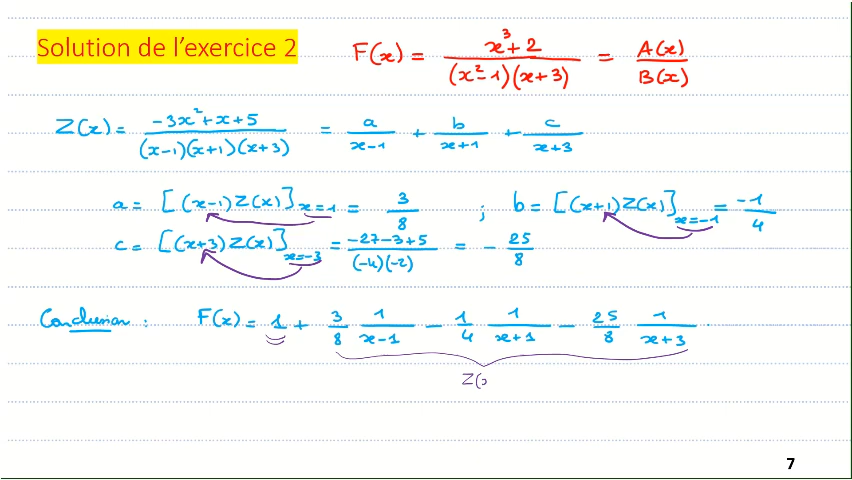 Solution de l'exercice 2
F(x) = (x³+2)/((x²-1)(x+3)) = A(x)/B(x)
Z(x) = (-3x²+x+5)/((x-1)(x+1)(x+3)) = a/(x-1) + b/(x+1) + c/(x+3)
a = [(x-1)Z(x)]x=1 = 3/8 ; b = [(x+1)Z(x)]x=-1 = -1/4
c = [(x+3)Z(x)]x=-3 = (-27-3+5)/((-4)(-2)) = -25/8
Conclusion : F(x) = 1 + 3/8 1/(x-1) - 1/4 1/(x+1) - 25/8 1/(x+3)
Z(
7